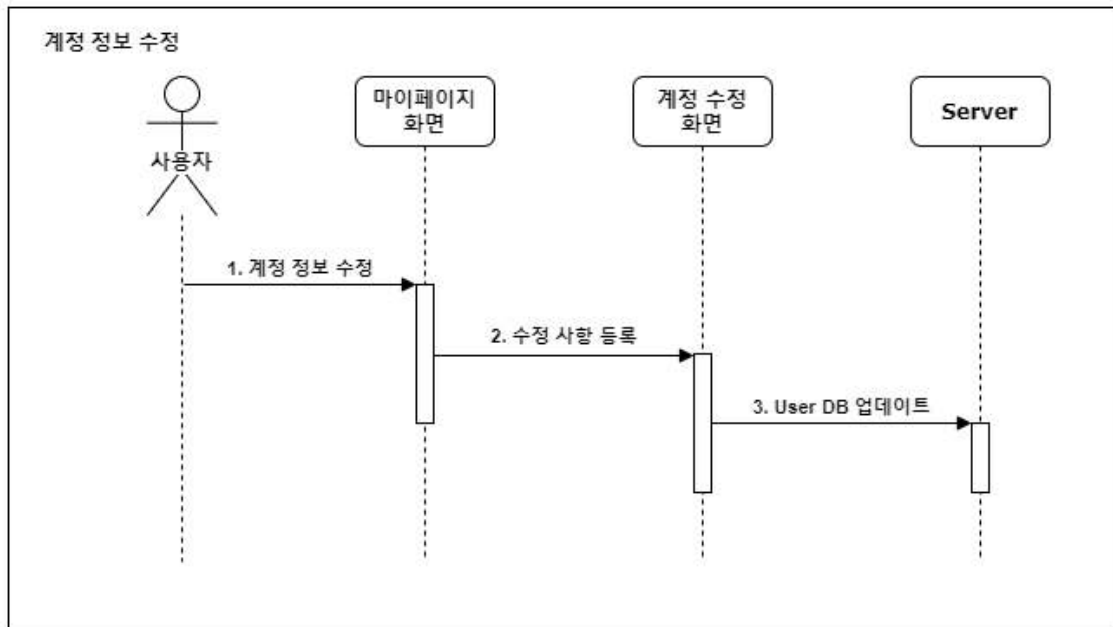 계정 정보 수정
사용자
마이페이지
화면
계정 수정
화면
Server
1. 계정 정보 수정
2. 수정 사항 등록
3. User DB 업데이트